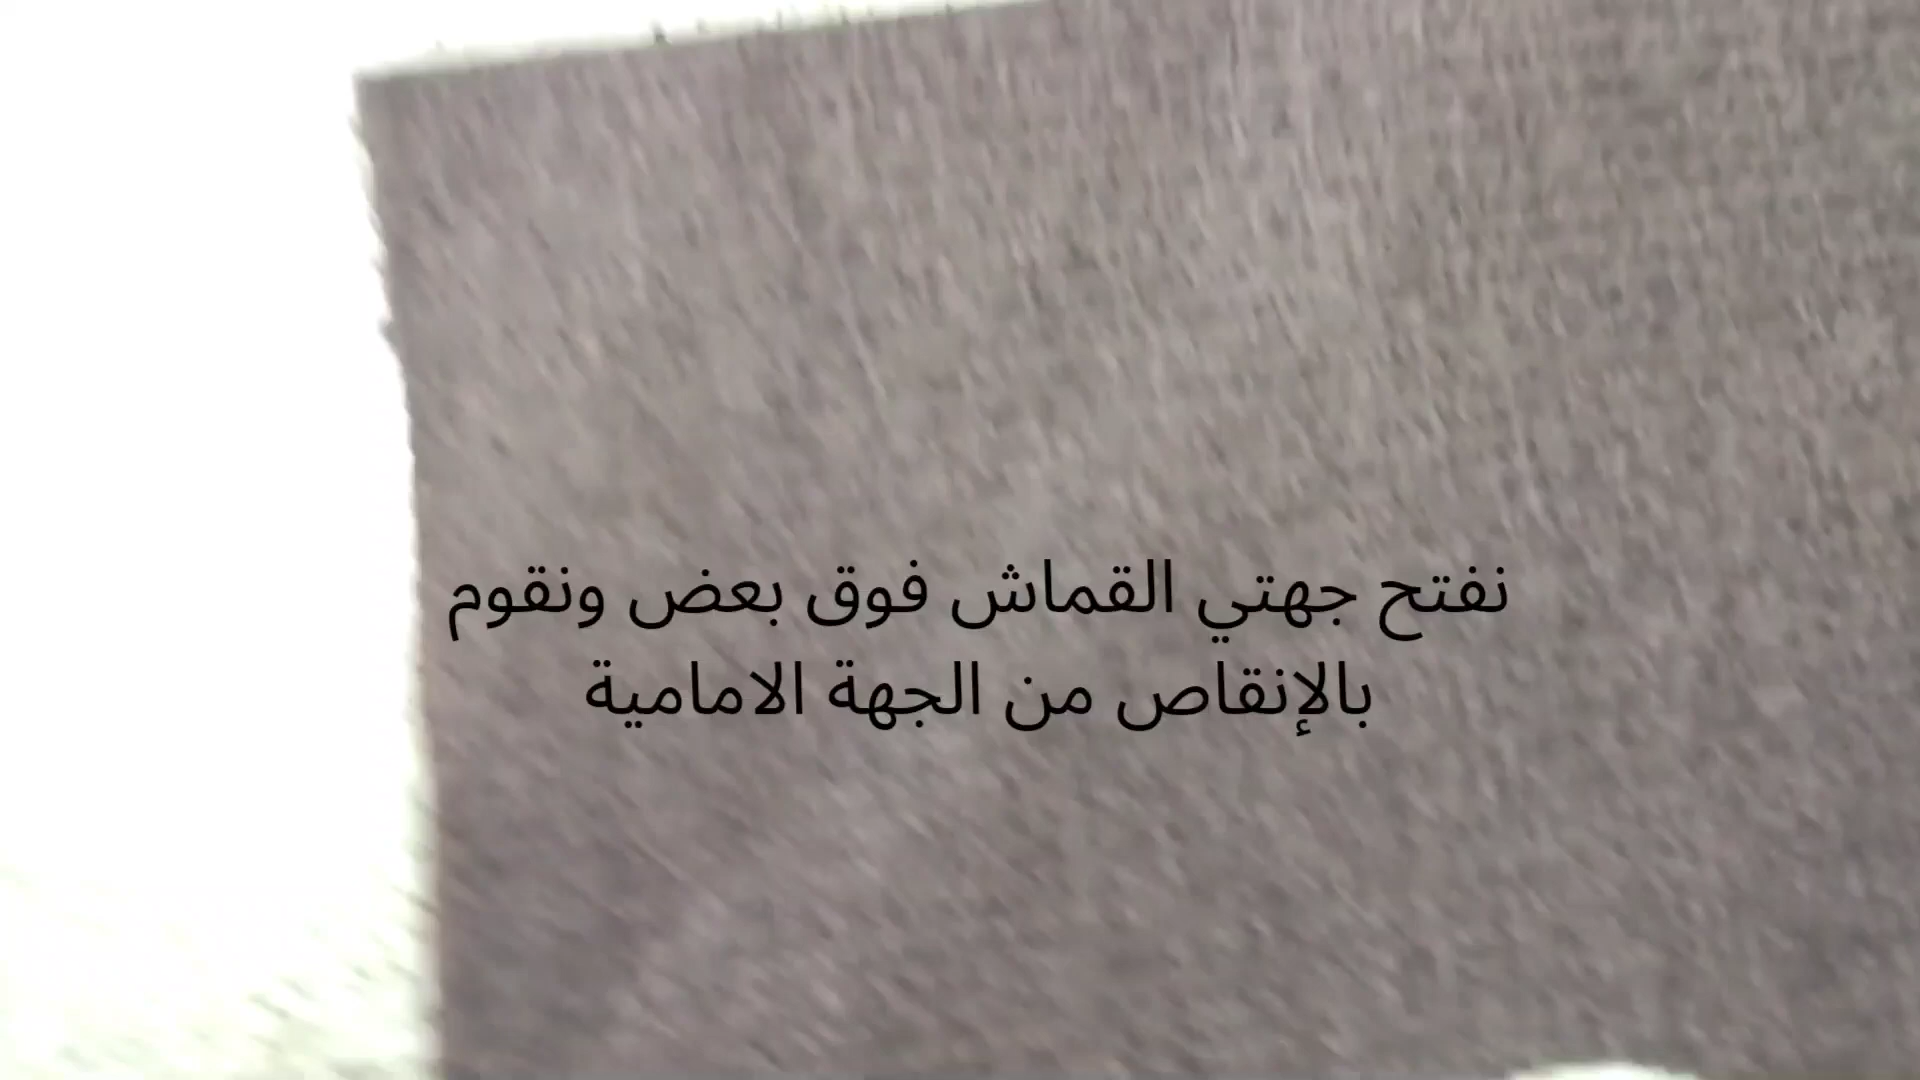 نفتح جهتي القماش فوق بعض ونقوم
بالإنقاص من الجهة الامامية